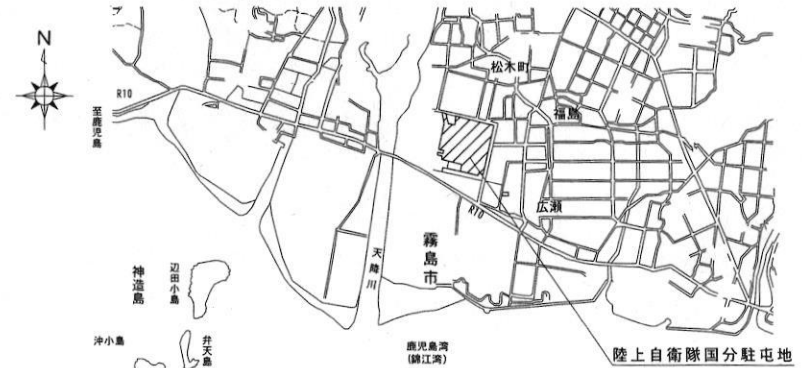 N
R10
至鹿児島
松木町
福島
広瀬
R10
霧島市
天降川
神造島
辺田小島
沖小島
弁天島
鹿児島湾
(錦江湾)
陸上自衛隊国分駐屯地